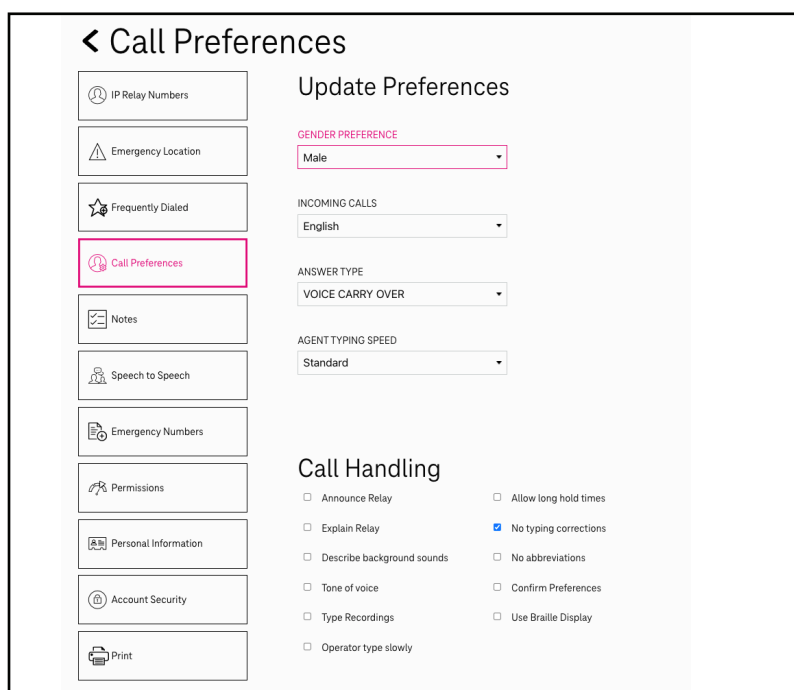 Call Preferences
IP Relay Numbers
Emergency Location
Frequently Dialed
Call Preferences
Notes
Speech to Speech
Emergency Numbers
Permissions
Personal Information
Account Security
Print
Update Preferences
GENDER PREFERENCE
Male
INCOMING CALLS
English
ANSWER TYPE
VOICE CARRY OVER
AGENT TYPING SPEED
Standard
Call Handling
Announce Relay
Allow long hold times
Explain Relay
No typing corrections
Describe background sounds
No abbreviations
Tone of voice
Confirm Preferences
Type Recordings
Use Braille Display
Operator type slowly